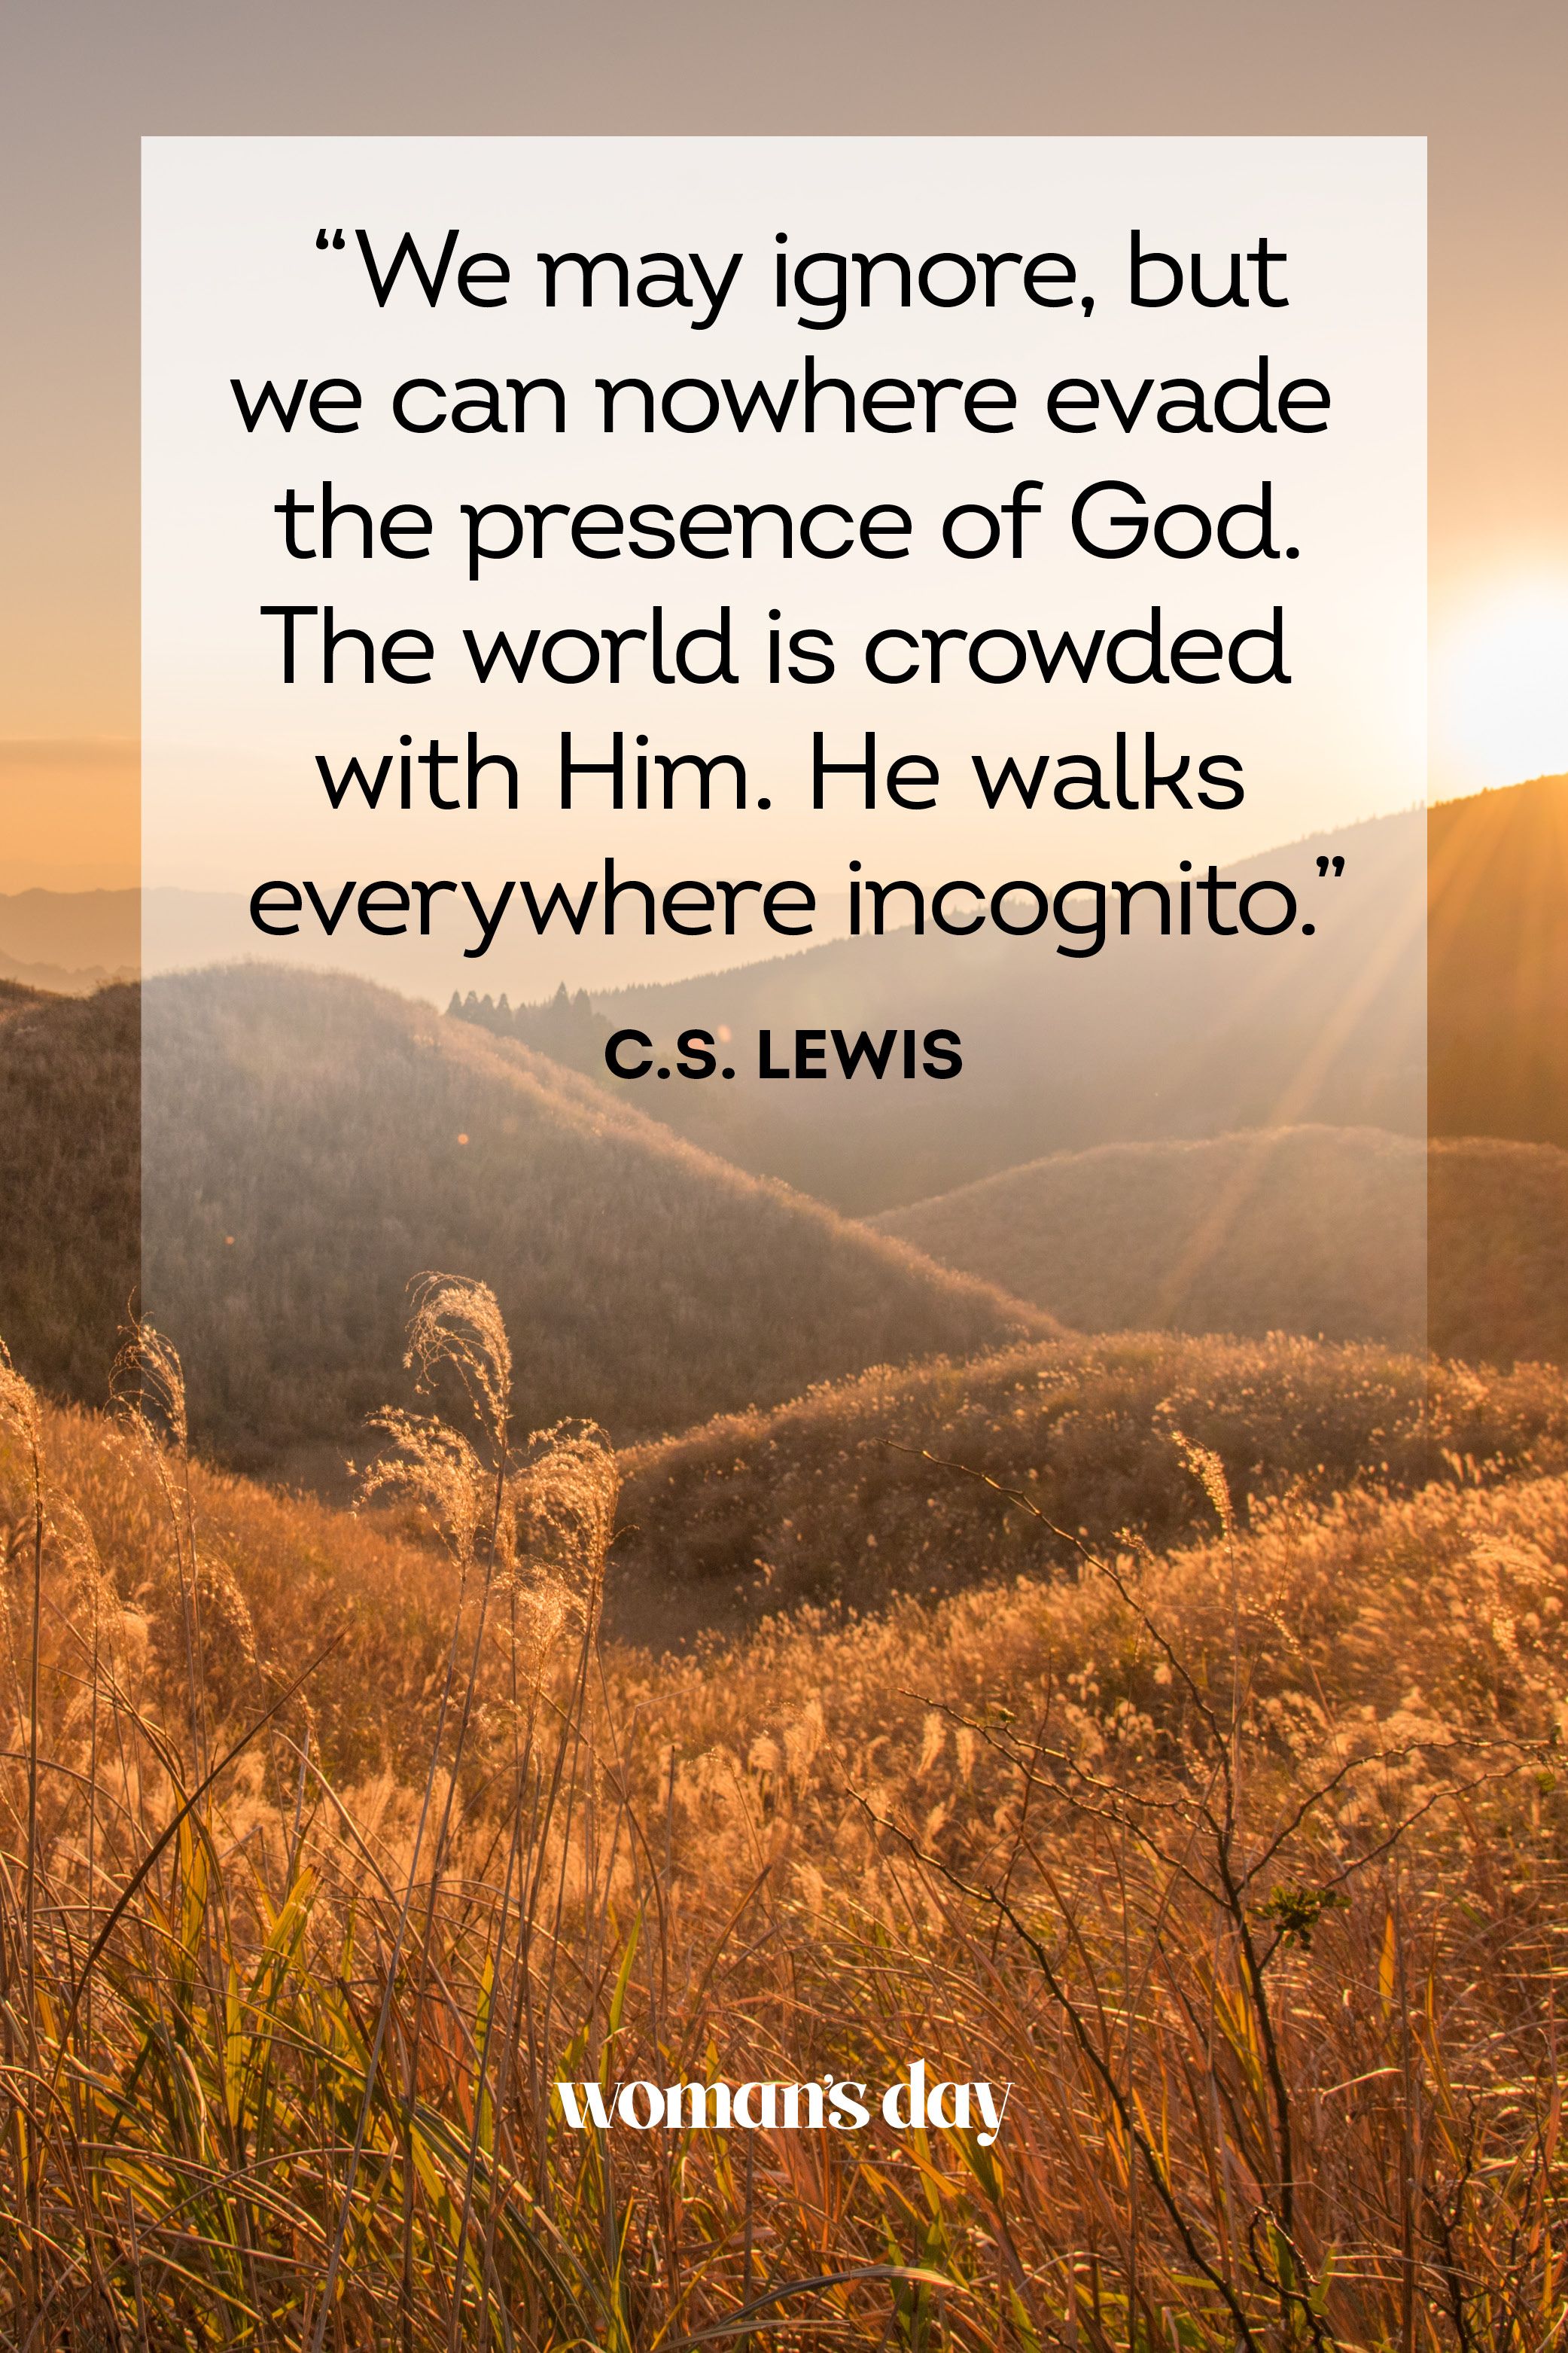 “We may ignore, but
we can nowhere evade
the presence of God.
The world is crowded
with Him. He walks
everywhere incognito.”
C.S. LEWIS
woman's day